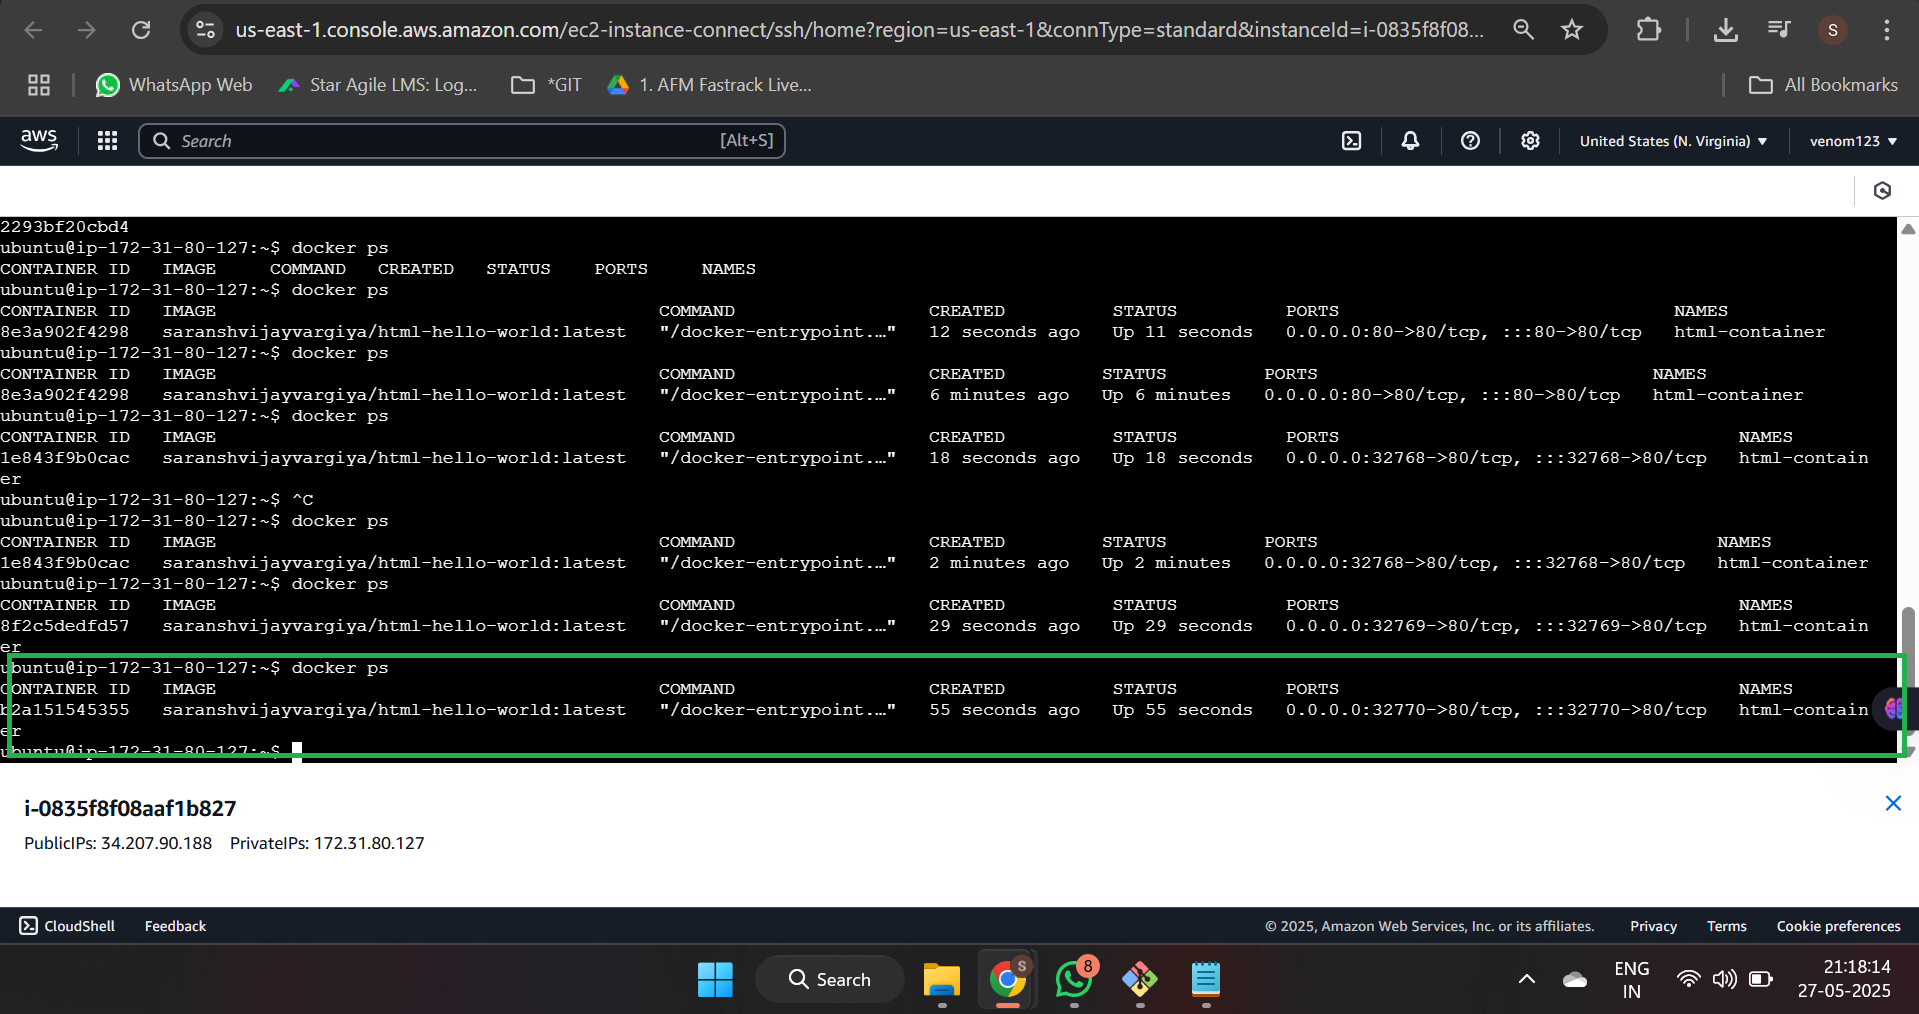 us-east-1.console.aws.amazon.com/ec2-instance-connect/ssh/home?region=us-east-1&connType=standard&instanceId=i-0835f8f08...
S
WhatsApp Web
Star Agile LMS: Log...
*GIT
1. AFM Fastrack Live...
All Bookmarks
aws
Search
[Alt+S]
United States (N. Virginia)
venom123
2293bf20cbd4
ubuntu@ip-172-31-80-127:~$ docker ps
CONTAINER ID   IMAGE     COMMAND   CREATED   STATUS    PORTS     NAMES
ubuntu@ip-172-31-80-127:~$ docker ps
CONTAINER ID   IMAGE                                         COMMAND                  CREATED          STATUS          PORTS                               NAMES
8e3a902f4298   saranshvijayvargiya/html-hello-world:latest   "/docker-entrypoint.…"   12 seconds ago   Up 11 seconds   0.0.0.0:80->80/tcp, :::80->80/tcp   html-container
ubuntu@ip-172-31-80-127:~$ docker ps
CONTAINER ID   IMAGE                                         COMMAND                  CREATED         STATUS         PORTS                               NAMES
8e3a902f4298   saranshvijayvargiya/html-hello-world:latest   "/docker-entrypoint.…"   6 minutes ago   Up 6 minutes   0.0.0.0:80->80/tcp, :::80->80/tcp   html-container
ubuntu@ip-172-31-80-127:~$ docker ps
CONTAINER ID   IMAGE                                         COMMAND                  CREATED          STATUS          PORTS                                     NAMES
1e843f9b0cac   saranshvijayvargiya/html-hello-world:latest   "/docker-entrypoint.…"   18 seconds ago   Up 18 seconds   0.0.0.0:32768->80/tcp, :::32768->80/tcp   html-contain
er
ubuntu@ip-172-31-80-127:~$ ^C
ubuntu@ip-172-31-80-127:~$ docker ps
CONTAINER ID   IMAGE                                         COMMAND                  CREATED         STATUS         PORTS                                     NAMES
1e843f9b0cac   saranshvijayvargiya/html-hello-world:latest   "/docker-entrypoint.…"   2 minutes ago   Up 2 minutes   0.0.0.0:32768->80/tcp, :::32768->80/tcp   html-container
ubuntu@ip-172-31-80-127:~$ docker ps
CONTAINER ID   IMAGE                                         COMMAND                  CREATED          STATUS          PORTS                                     NAMES
8f2c5dedfd57   saranshvijayvargiya/html-hello-world:latest   "/docker-entrypoint.…"   29 seconds ago   Up 29 seconds   0.0.0.0:32769->80/tcp, :::32769->80/tcp   html-contain
er
ubuntu@ip-172-31-80-127:~$ docker ps
CONTAINER ID   IMAGE                                         COMMAND                  CREATED          STATUS          PORTS                                     NAMES
b2a151545355   saranshvijayvargiya/html-hello-world:latest   "/docker-entrypoint.…"   55 seconds ago   Up 55 seconds   0.0.0.0:32770->80/tcp, :::32770->80/tcp   html-contain
er
ubuntu@ip-172-31-80-127:~$
i-0835f8f08aaf1b827
PublicIPs: 34.207.90.188   PrivateIPs: 172.31.80.127
CloudShell
Feedback
© 2025, Amazon Web Services, Inc. or its affiliates.
Privacy
Terms
Cookie preferences
Search
S
8
ENG
IN
21:18:14
27-05-2025